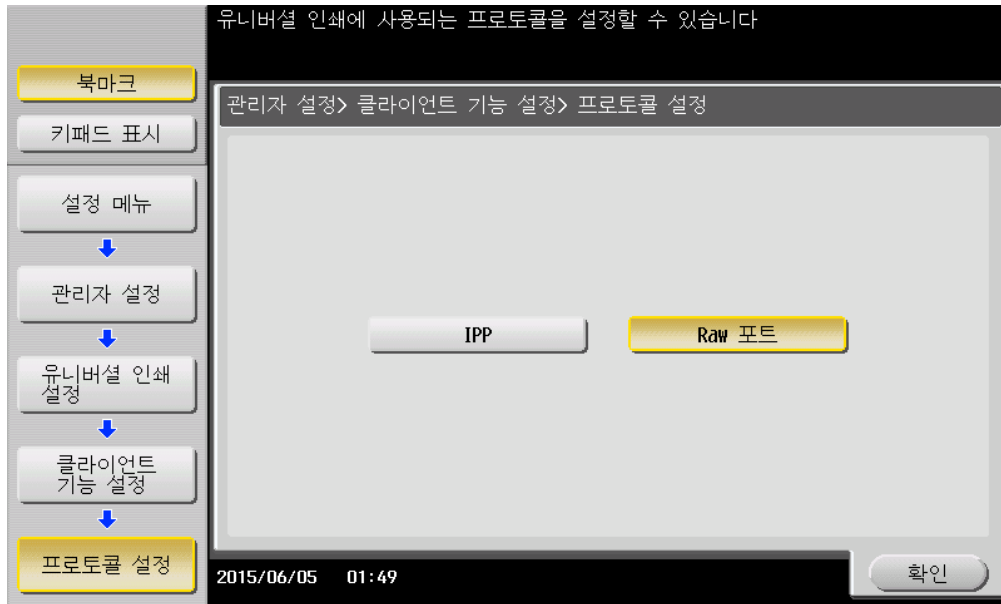 유니버셜 인쇄에 사용되는 프로토콜을 설정할 수 있습니다
북마크
키패드 표시
관리자 설정> 클라이언트 기능 설정> 프로토콜 설정
설정 메뉴
관리자 설정
유니버셜 인쇄
설정
클라이언트
기능 설정
프로토콜 설정
IPP
Raw 포트
2015/06/05 01:49
확인